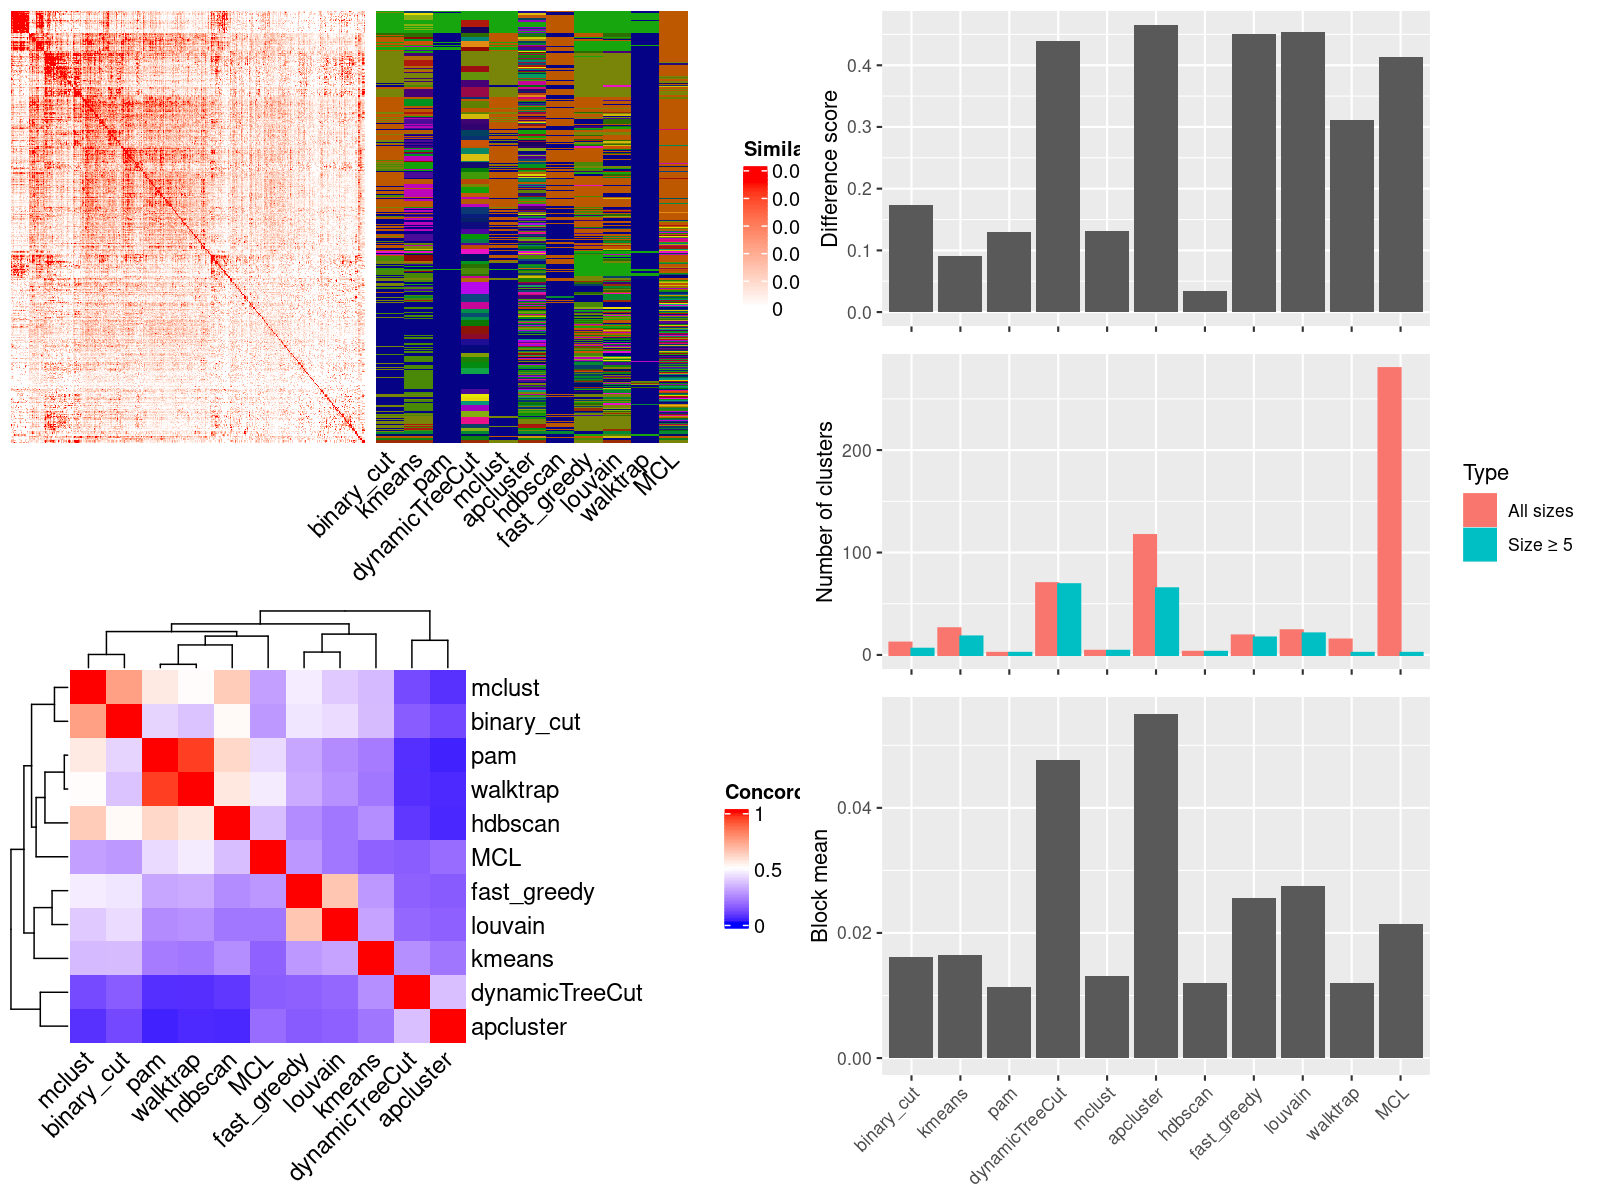 Simila
0.0
0.0
0.0
0.0
0.0
0
binary_cut
kmeans
pam
dynamicTreeCut
mclust
apcluster
hdbscan
fast_greedy
louvain
walktrap
MCL
mclust
binary_cut
pam
walktrap
hdbscan
MCL
fast_greedy
louvain
kmeans
dynamicTreeCut
apcluster
mclust
binary_cut
pam
walktrap
hdbscan
MCL
fast_greedy
louvain
kmeans
dynamicTreeCut
apcluster
Concord
1
0.5
0
Difference score
0.4
0.3
0.2
0.1
0.0
Number of clusters
200
100
0
Type
All sizes
Size ≥ 5
Block mean
0.04
0.02
0.00
binary_cut
kmeans
pam
dynamicTreeCut
mclust
apcluster
hdbscan
fast_greedy
louvain
walktrap
MCL